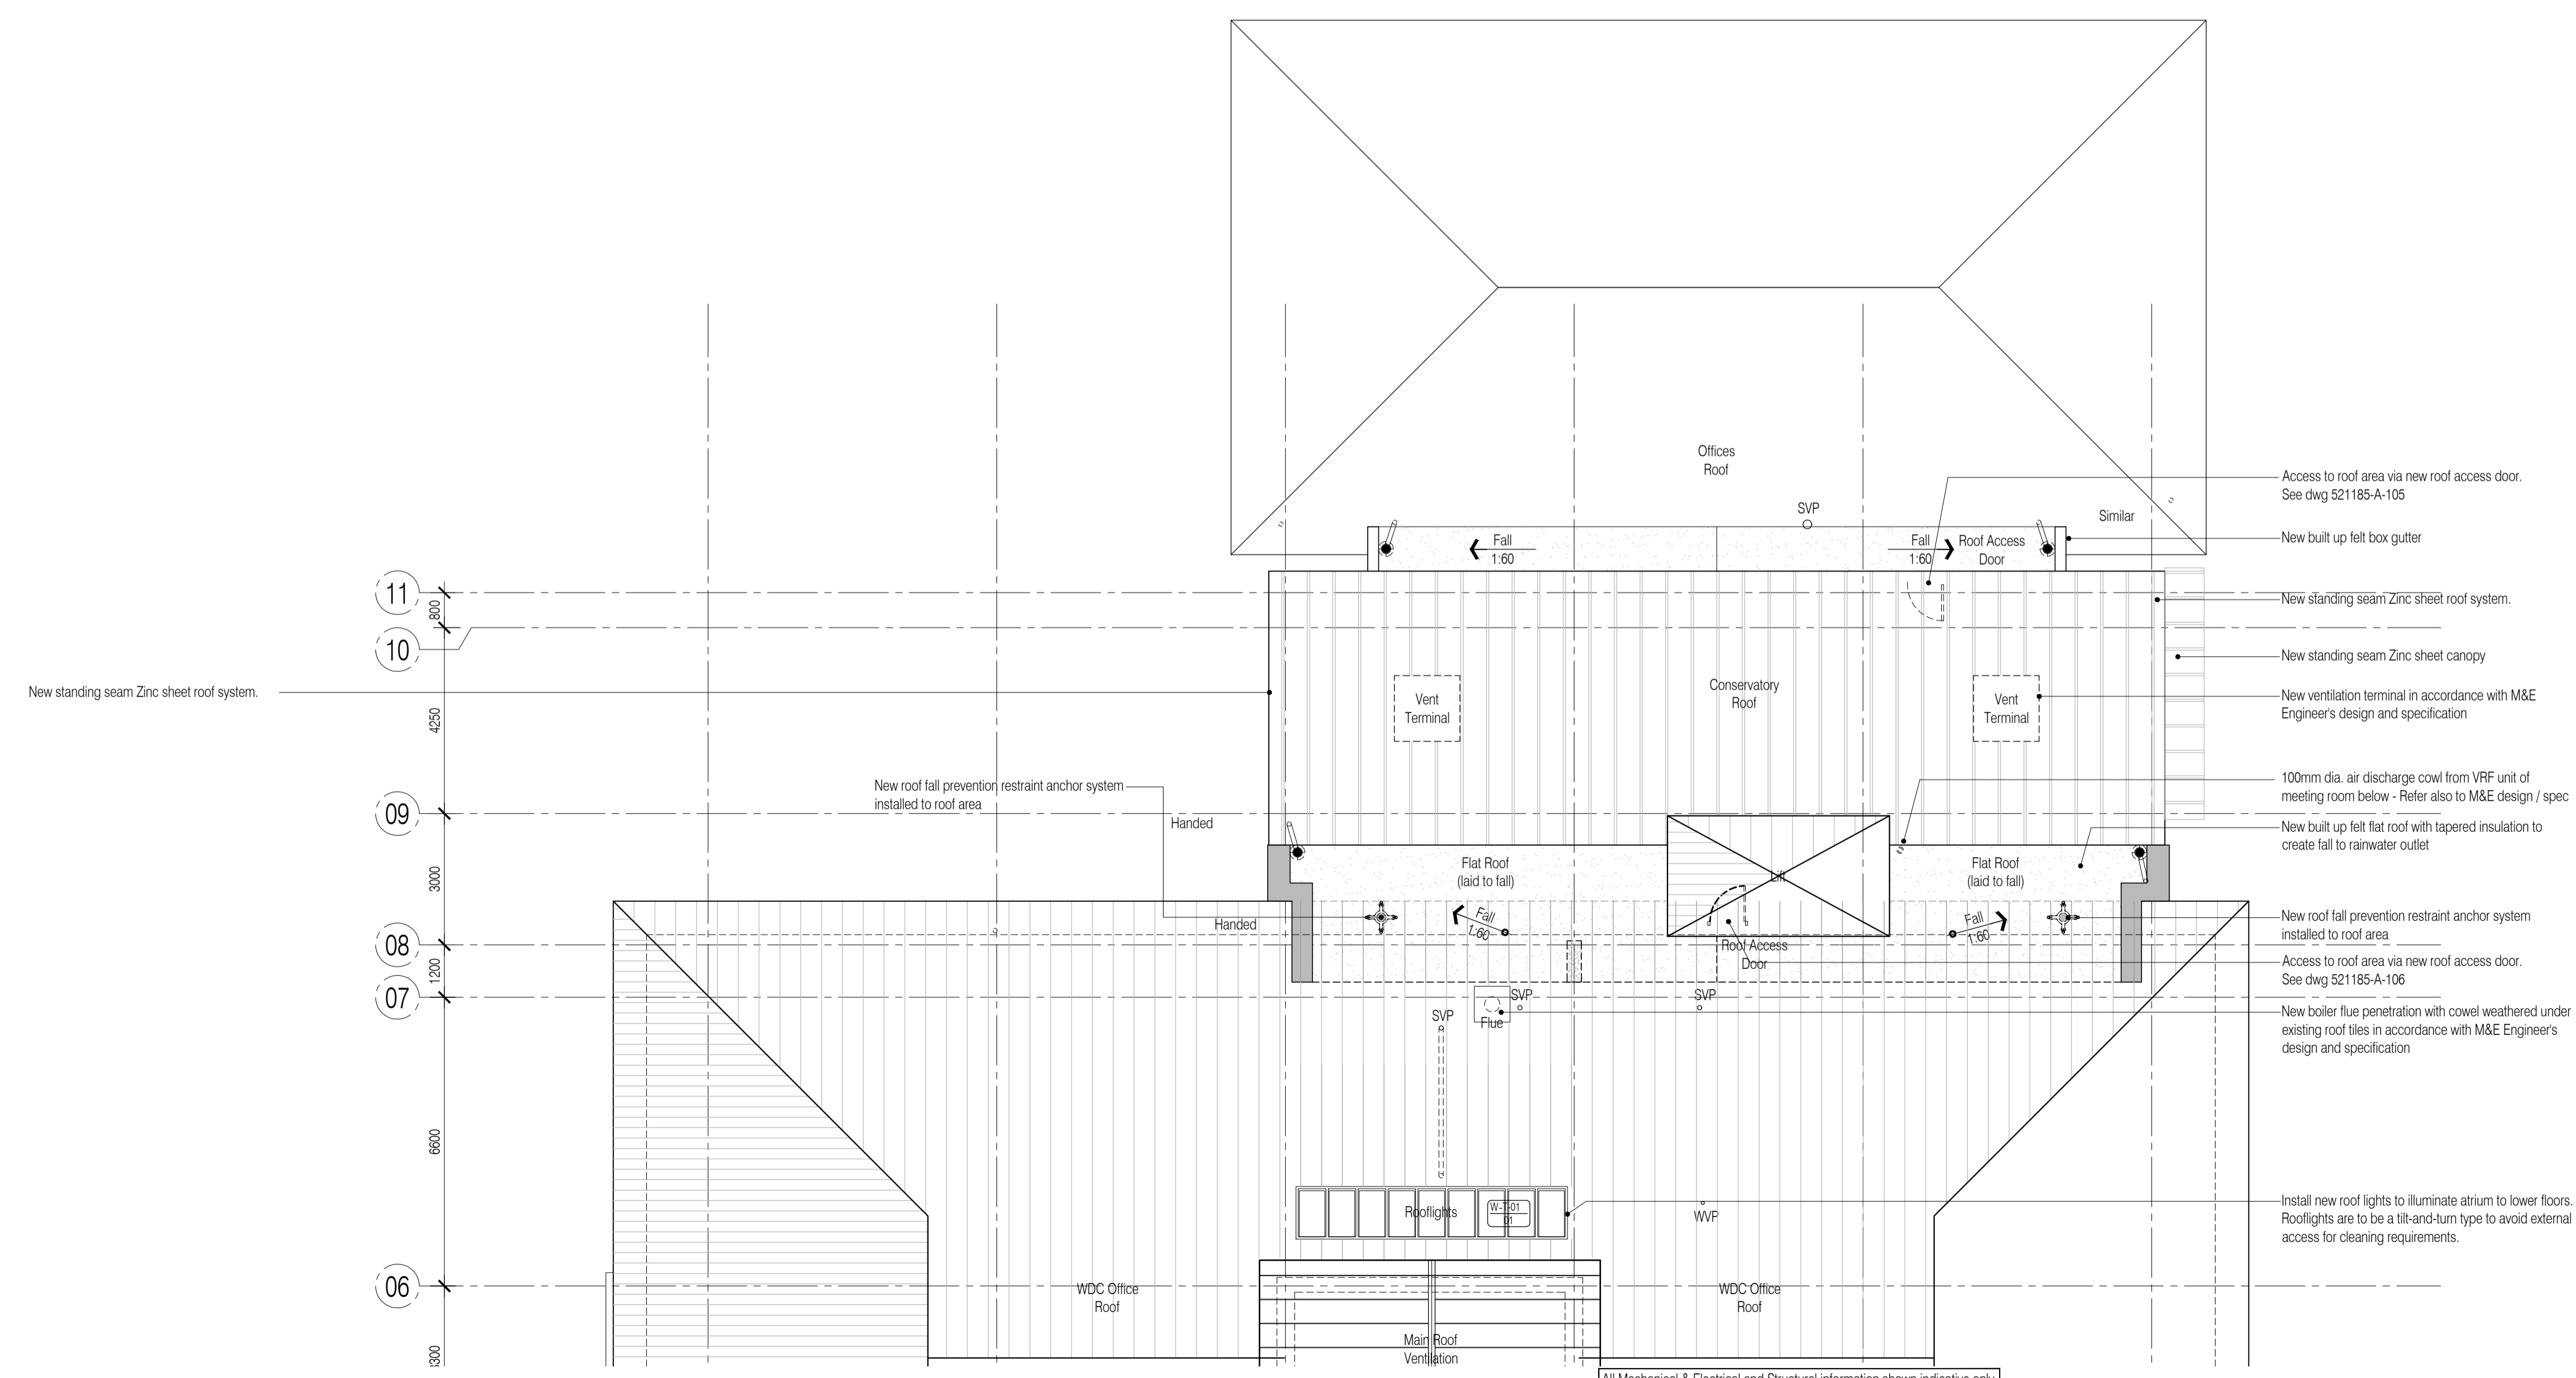 Offices
Roof
SVP
Similar
Access to roof area via new roof access door.
See dwg 521185-A-105
Fall
1:60
Fall
1:60
Roof Access
Door
New built up felt box gutter
11
800
10
New standing seam Zinc sheet roof system.
New standing seam Zinc sheet canopy
New standing seam Zinc sheet roof system.
4250
Vent
Terminal
Conservatory
Roof
Vent
Terminal
New ventilation terminal in accordance with M&E
Engineer's design and specification
New roof fall prevention restraint anchor system
installed to roof area
100mm dia. air discharge cowl from VRF unit of
meeting room below - Refer also to M&E design / spec
09
Handed
New built up felt flat roof with tapered insulation to
create fall to rainwater outlet
3000
Flat Roof
(laid to fall)
Lift
Flat Roof
(laid to fall)
Handed
Fall
1:60
Fall
1:60
New roof fall prevention restraint anchor system
installed to roof area
08
Roof Access
Door
1200
Access to roof area via new roof access door.
See dwg 521185-A-106
07
SVP
SVP
SVP
Flue
New boiler flue penetration with cowel weathered under
existing roof tiles in accordance with M&E Engineer's
design and specification
6600
Rooflights
W-T-01
01
WVP
Install new roof lights to illuminate atrium to lower floors.
Rooflights are to be a tilt-and-turn type to avoid external
access for cleaning requirements.
06
WDC Office
Roof
WDC Office
Roof
Main Roof
Ventilation
All Mechanical & Electrical and Structural information shown indicative only